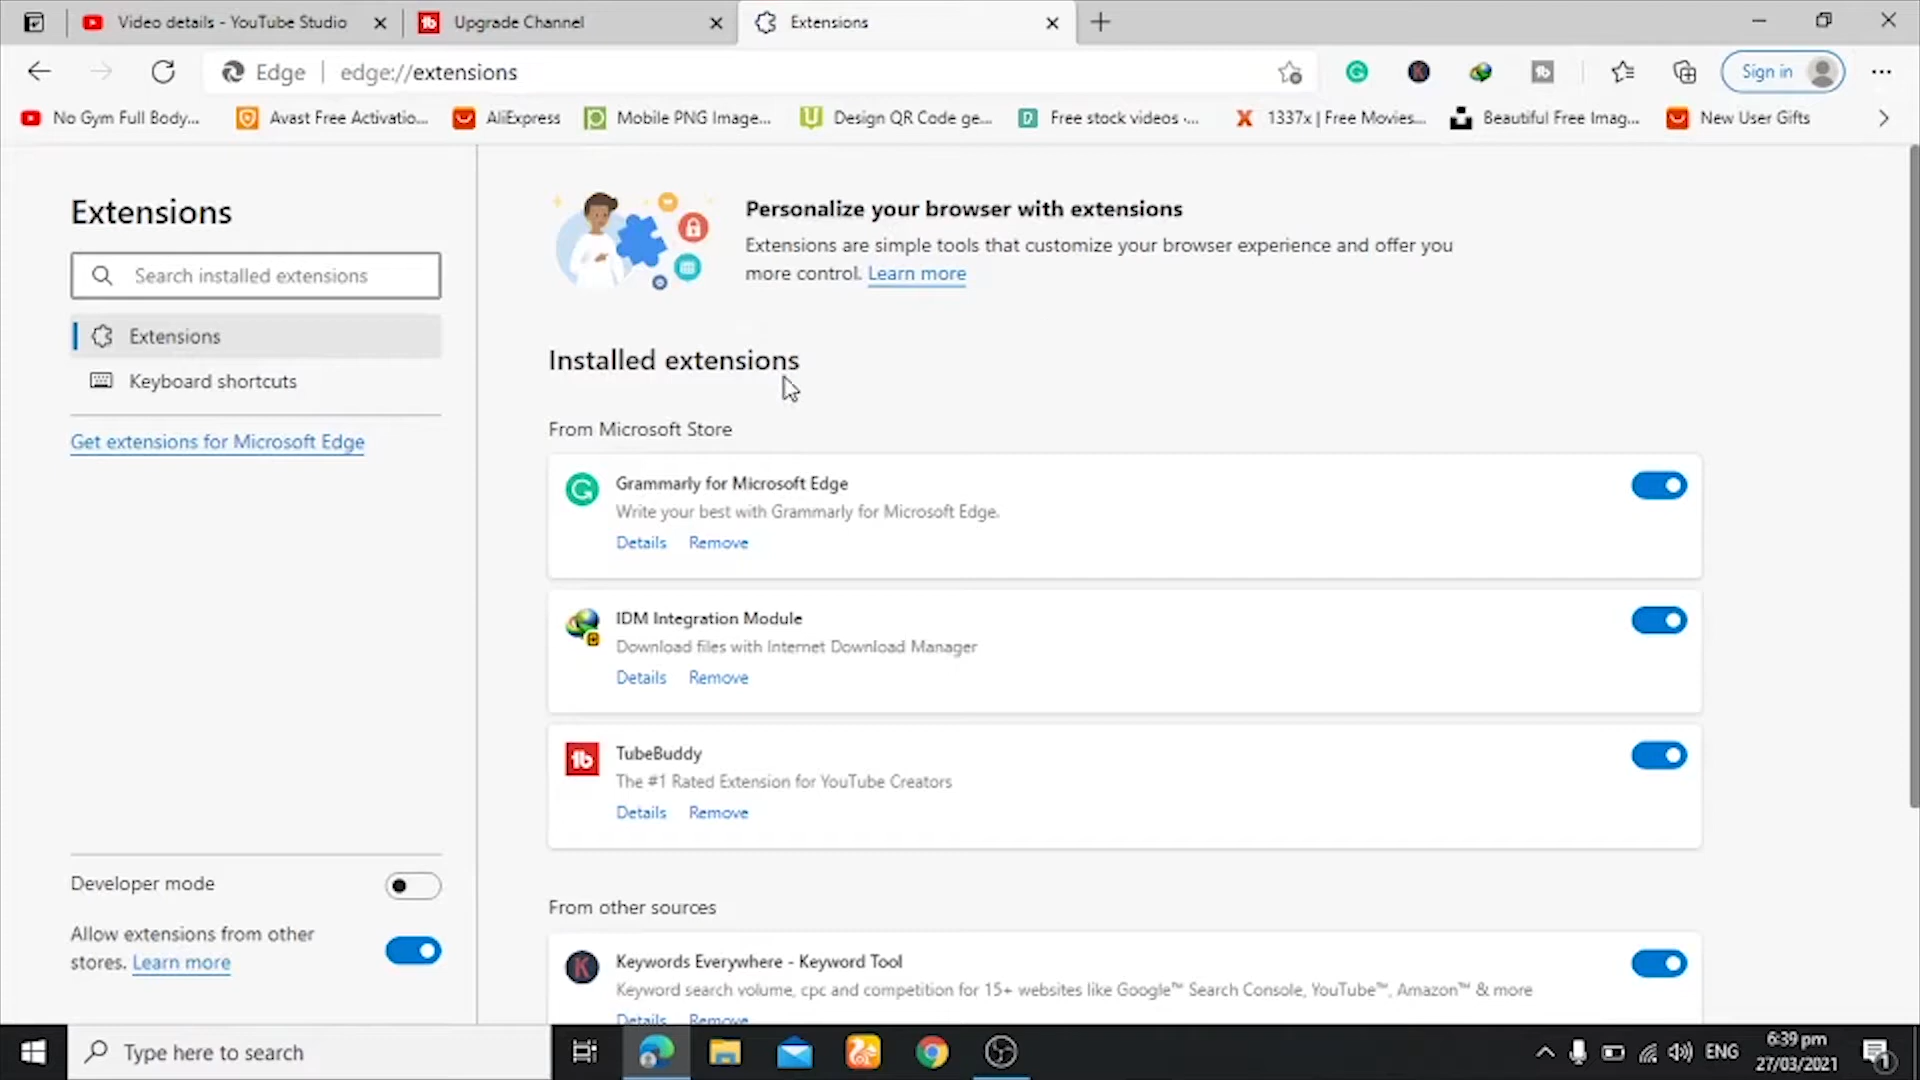 Video details - YouTube Studio
Upgrade Channel
Extensions
Edge
edge://extensions
Sign in
No Gym Full Body...
Avast Free Activatio...
AliExpress
Mobile PNG Image...
Design QR Code ge...
Free stock videos ·...
1337x | Free Movies...
Beautiful Free Imag...
New User Gifts
Extensions
Search installed extensions
Extensions
Keyboard shortcuts
Get extensions for Microsoft Edge
Developer mode
Allow extensions from other
stores. Learn more
Personalize your browser with extensions
Extensions are simple tools that customize your browser experience and offer you
more control. Learn more
Installed extensions
From Microsoft Store
Grammarly for Microsoft Edge
Write your best with Grammarly for Microsoft Edge.
Details Remove
IDM Integration Module
Download files with Internet Download Manager
Details Remove
TubeBuddy
The #1 Rated Extension for YouTube Creators
Details Remove
From other sources
Keywords Everywhere - Keyword Tool
Keyword search volume, cpc and competition for 15+ websites like Google™ Search Console, YouTube™, Amazon™ & more
Details Remove
Type here to search
ENG
6:39 pm
27/03/2021
1